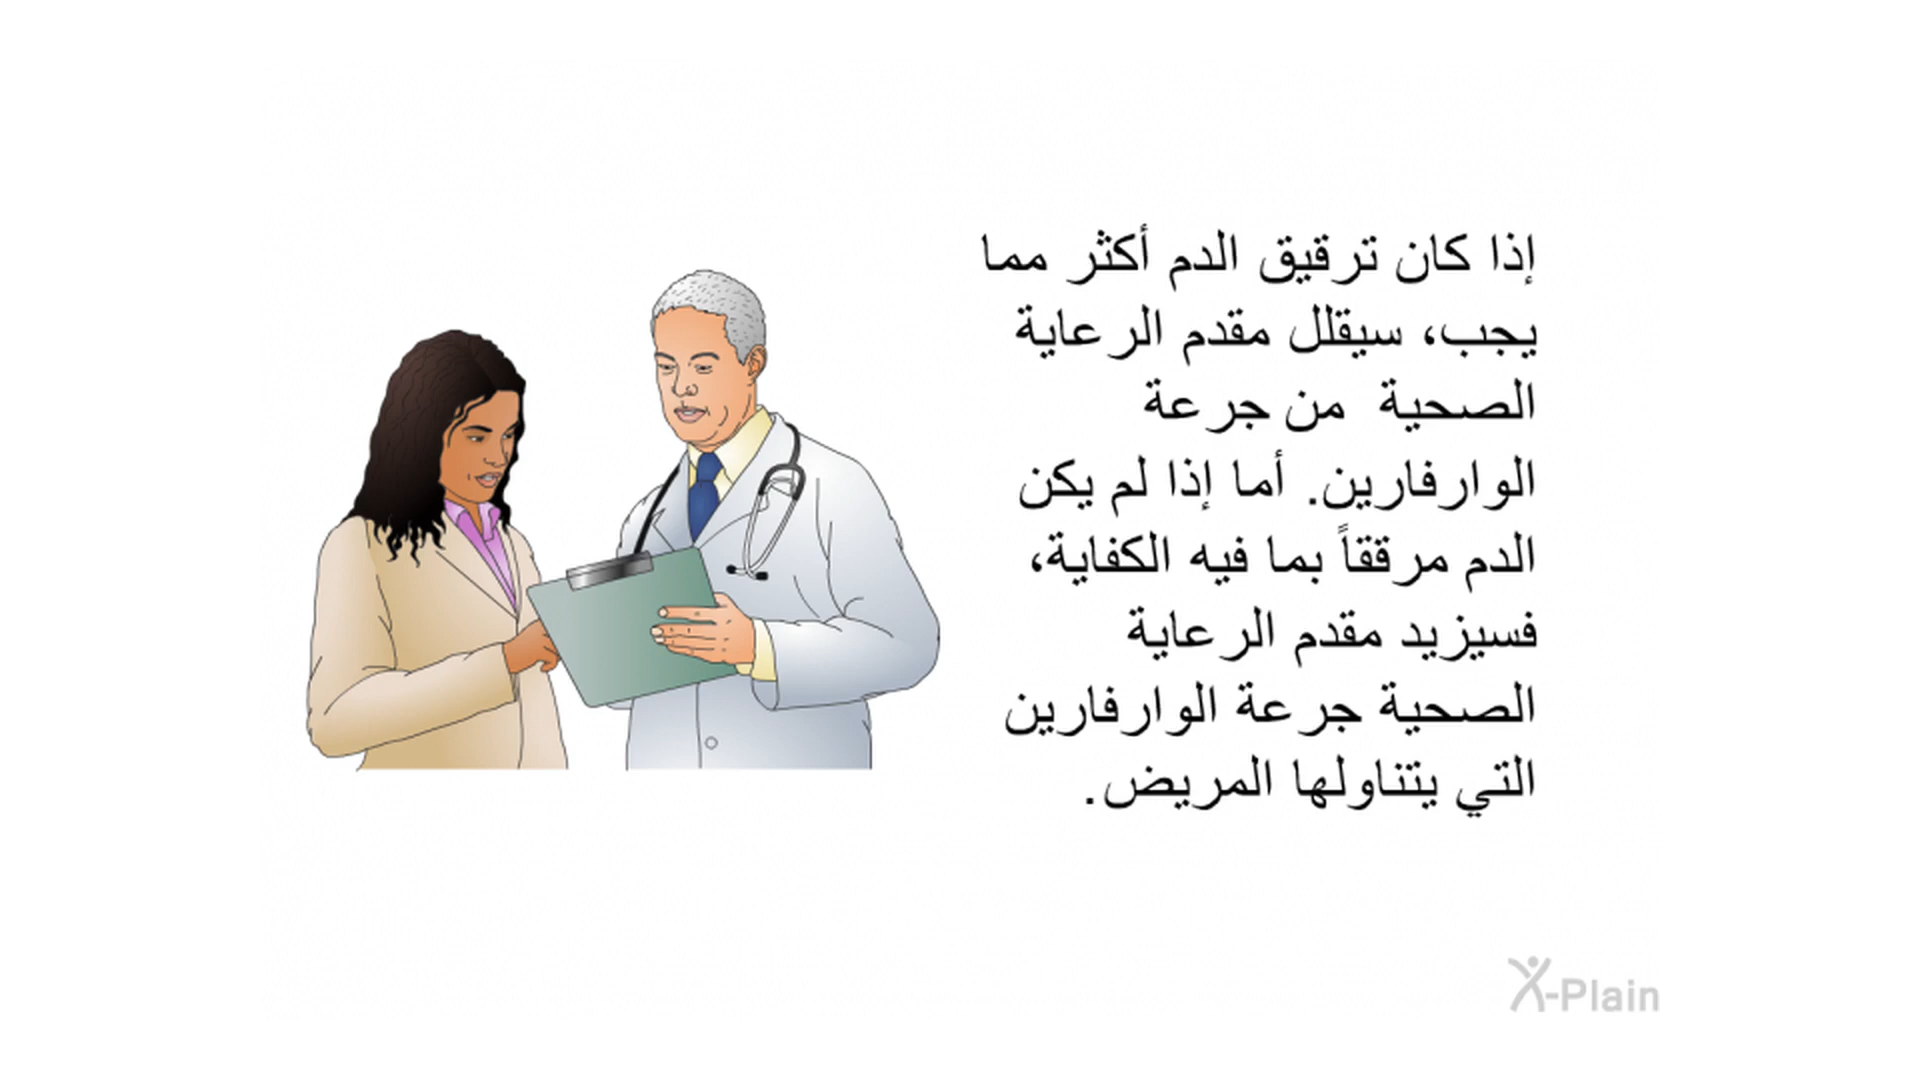 إذا كان ترقيق الدم أكثر مما
يجب، سيقلل مقدم الرعاية
الصحية من جرعة
الوارفارين. أما إذا لم يكن
الدم مرققاً بما فيه الكفاية،
فسيزيد مقدم الرعاية
الصحية جرعة الوارفارين
التي يتناولها المريض.
X-Plain